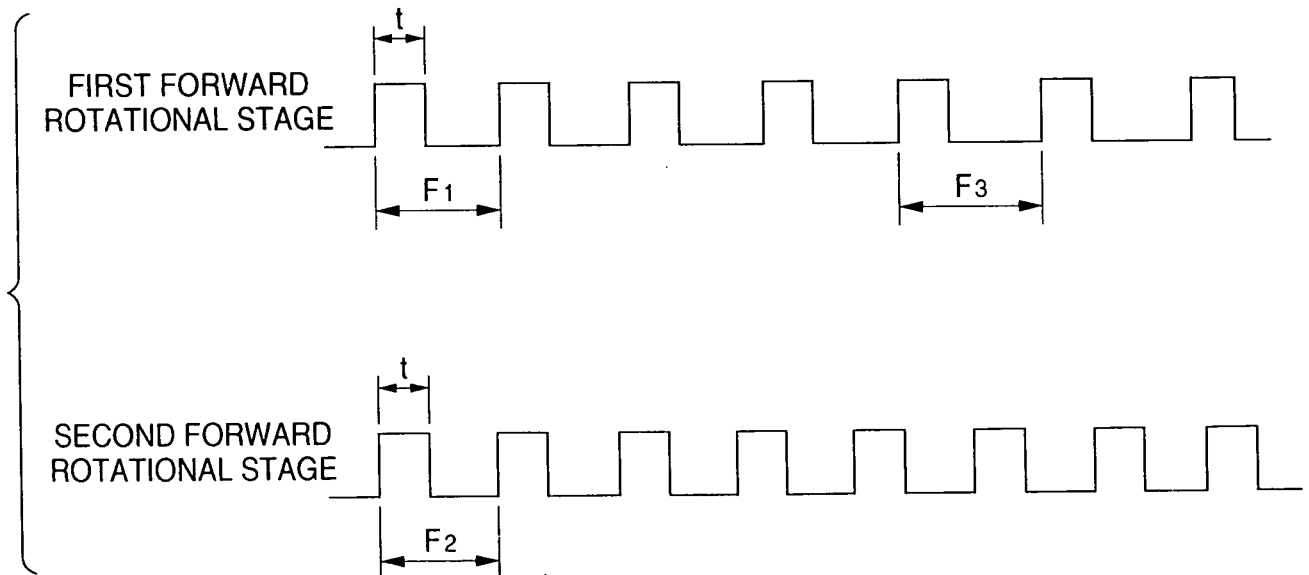 t
FIRST FORWARD
ROTATIONAL STAGE
F1
F3
t
SECOND FORWARD
ROTATIONAL STAGE
F2